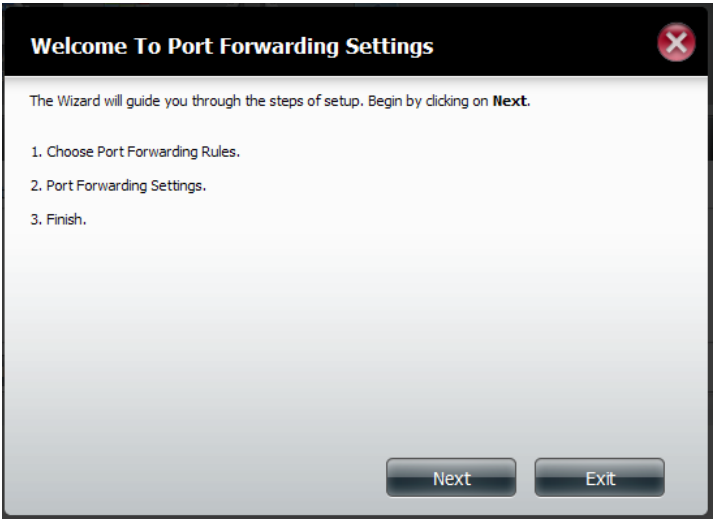 Welcome To Port Forwarding Settings
The Wizard will guide you through the steps of setup. Begin by clicking on Next.
1. Choose Port Forwarding Rules.
2. Port Forwarding Settings.
3. Finish.
Next Exit